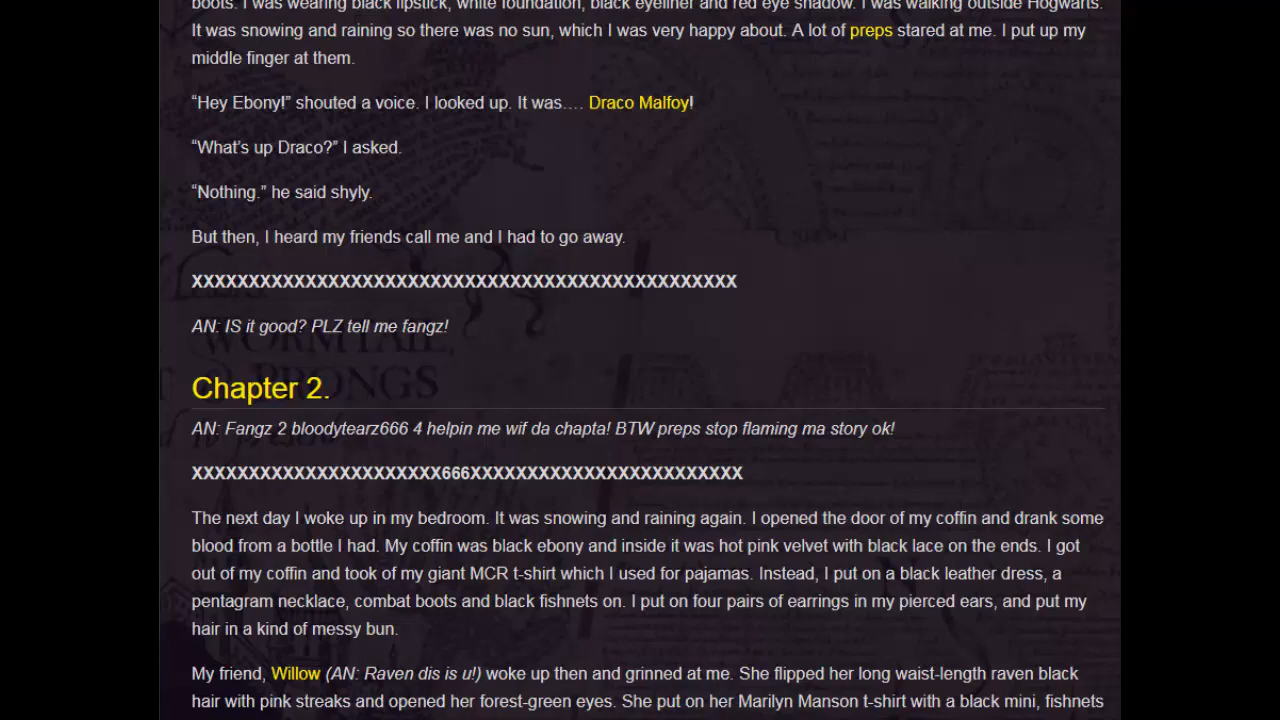 boots. I was wearing black lipstick, white foundation, black eyeliner and red eye shadow. I was walking outside Hogwarts.
It was snowing and raining so there was no sun, which I was very happy about. A lot of preps stared at me. I put up my
middle finger at them.
“Hey Ebony!” shouted a voice. I looked up. It was…. Draco Malfoy!
“What’s up Draco?” I asked.
“Nothing.” he said shyly.
But then, I heard my friends call me and I had to go away.
XXXXXXXXXXXXXXXXXXXXXXXXXXXXXXXXXXXXXXXXXXXXXXXX
AN: IS it good? PLZ tell me fangz!
WORMTAIL,
PRONGS
Chapter 2.
AN: Fangz 2 bloodytearz666 4 helpin me wif da chapta! BTW preps stop flaming ma story ok!
XXXXXXXXXXXXXXXXXXXXXX666XXXXXXXXXXXXXXXXXXXXXXXX
The next day I woke up in my bedroom. It was snowing and raining again. I opened the door of my coffin and drank some
blood from a bottle I had. My coffin was black ebony and inside it was hot pink velvet with black lace on the ends. I got
out of my coffin and took of my giant MCR t-shirt which I used for pajamas. Instead, I put on a black leather dress, a
pentagram necklace, combat boots and black fishnets on. I put on four pairs of earrings in my pierced ears, and put my
hair in a kind of messy bun.
My friend, Willow (AN: Raven dis is u!) woke up then and grinned at me. She flipped her long waist-length raven black
hair with pink streaks and opened her forest-green eyes. She put on her Marilyn Manson t-shirt with a black mini, fishnets